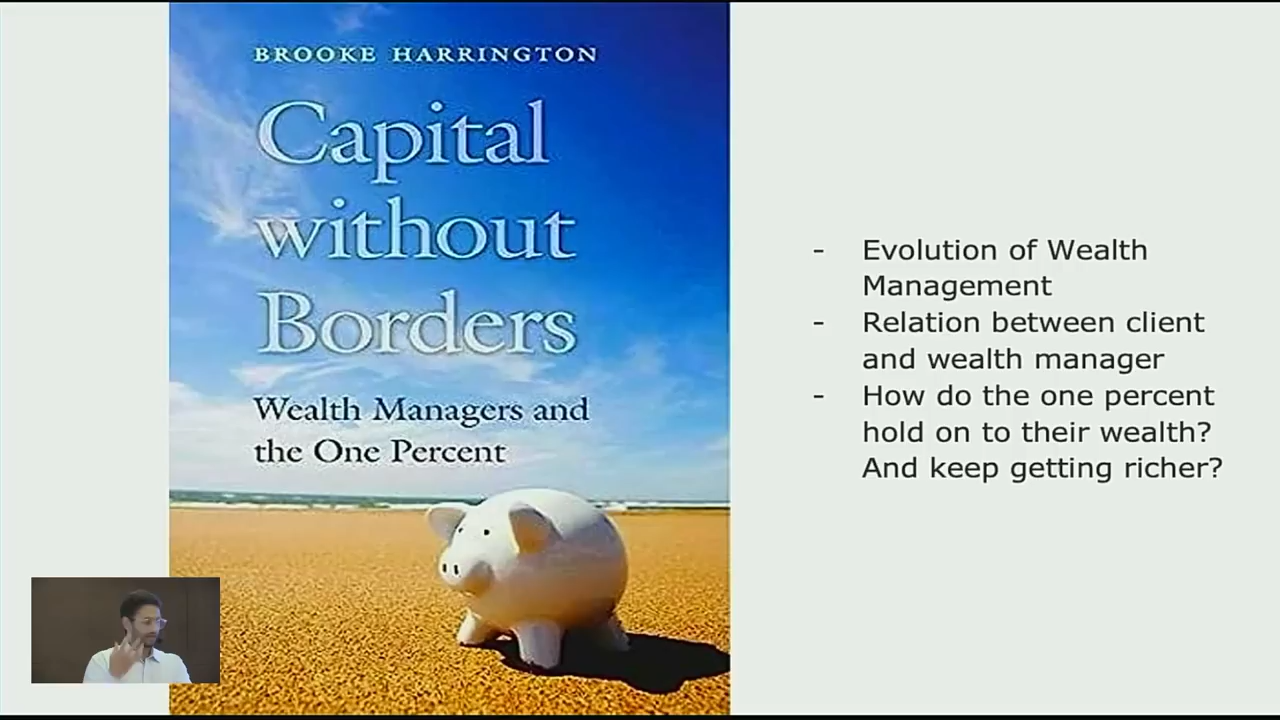 BROOKE HARRINGTON
Capital
without
Borders
Wealth Managers and
the One Percent
- Evolution of Wealth
Management
- Relation between client
and wealth manager
- How do the one percent
hold on to their wealth?
And keep getting richer?